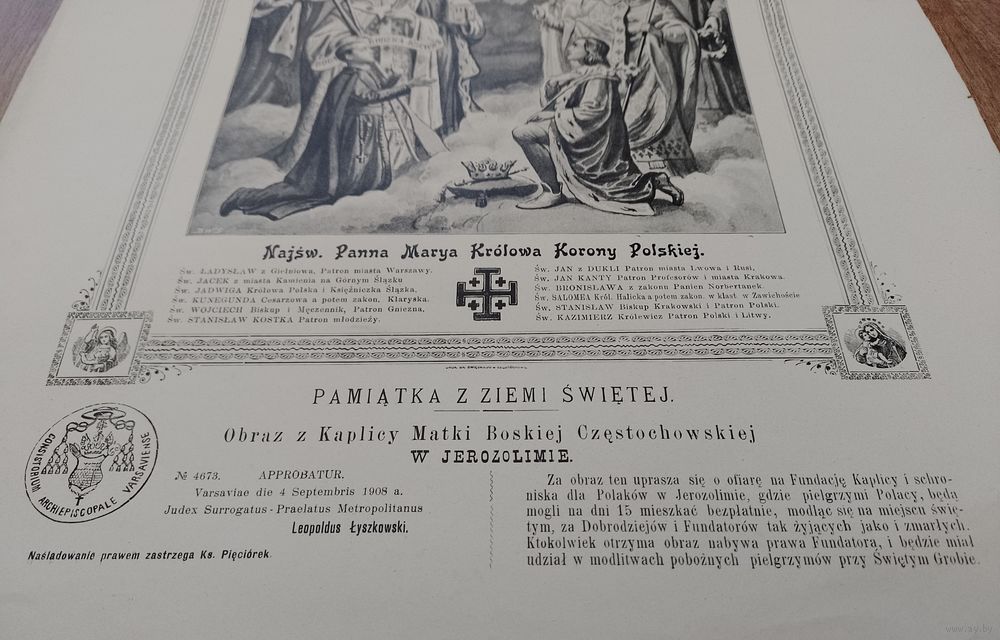 Najśw. Panna Marya Królowa Korony Polskiej.
Św. ŁADYSŁAW z Gielniowa, Patron miasta Warszawy.
Św. JACEK z miasta Kamienia na Górnym Ślązku
Św. JADWIGA Królowa Polska i Księżniczka Ślązka,
Św. KUNEGUNDA Cesarzowa a potem zakon. Klaryska.
Św. WOJCIECH Biskup i Męczennik, Patron Gniezna,
Św. STANISŁAW KOSTKA Patron młodzieży.
Św. JAN z DUKLI Patron miasta Lwowa i Rusi,
Św. JAN KANTY Patron Profesorów i miasta Krakowa.
Św. BRONISŁAWA z zakonu Panien Norbertanek.
Św. SALOMEA Król. Halicka a potem zakon. w klaszt. w Zawichoście
Św. STANISŁAW Biskup Krakowski i Patron Polski.
Św. KAZIMIERZ Królewicz Patron Polski i Litwy.
PAMIĄTKA Z ZIEMI ŚWIĘTEJ.
Obraz z Kaplicy Matki Boskiej Częstochowskiej
W JEROZOLIMIE.
CONSISTORIUM ARCHIEPISCOPALE VARSAVIENSE
№ 4673. APPROBATUR.
Varsaviae die 4 Septembris 1908 a.
Judex Surrogatus - Praelatus Metropolitanus
Leopoldus Łyszkowski.
Naśladowanie prawem zastrzega Ks. Pięciórek.
Za obraz ten uprasza się o ofiarę na Fundację Kaplicy i schro-
niska dla Polaków w Jerozolimie, gdzie pielgrzymi Polacy, będą
mogli na dni 15 mieszkać bezpłatnie, modląc się na miejscu świę-
tym, za Dobrodziejów i Fundatorów tak żyjących jako i zmarłych.
Ktokolwiek otrzyma obraz nabywa prawa Fundatora, i będzie miał
udział w modlitwach pobożnych pielgrzymów przy Świętym Grobie.
www.ay.by